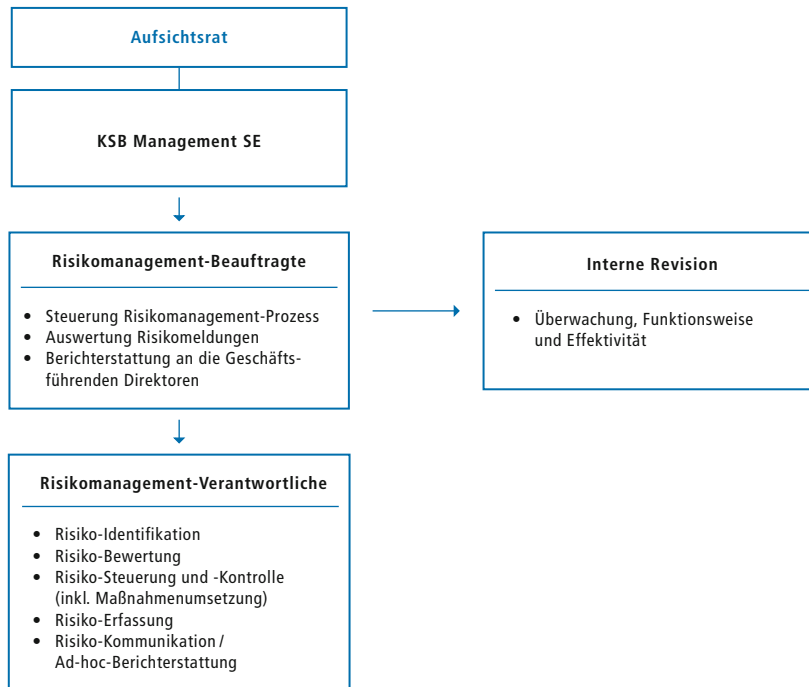 Aufsichtsrat
KSB Management SE
Risikomanagement-Beauftragte
• Steuerung Risikomanagement-Prozess
• Auswertung Risikomeldungen
• Berichterstattung an die Geschäfts-
führenden Direktoren
Interne Revision
• Überwachung, Funktionsweise
und Effektivität
Risikomanagement-Verantwortliche
• Risiko-Identifikation
• Risiko-Bewertung
• Risiko-Steuerung und -Kontrolle
(inkl. Maßnahmenumsetzung)
• Risiko-Erfassung
• Risiko-Kommunikation /
Ad-hoc-Berichterstattung